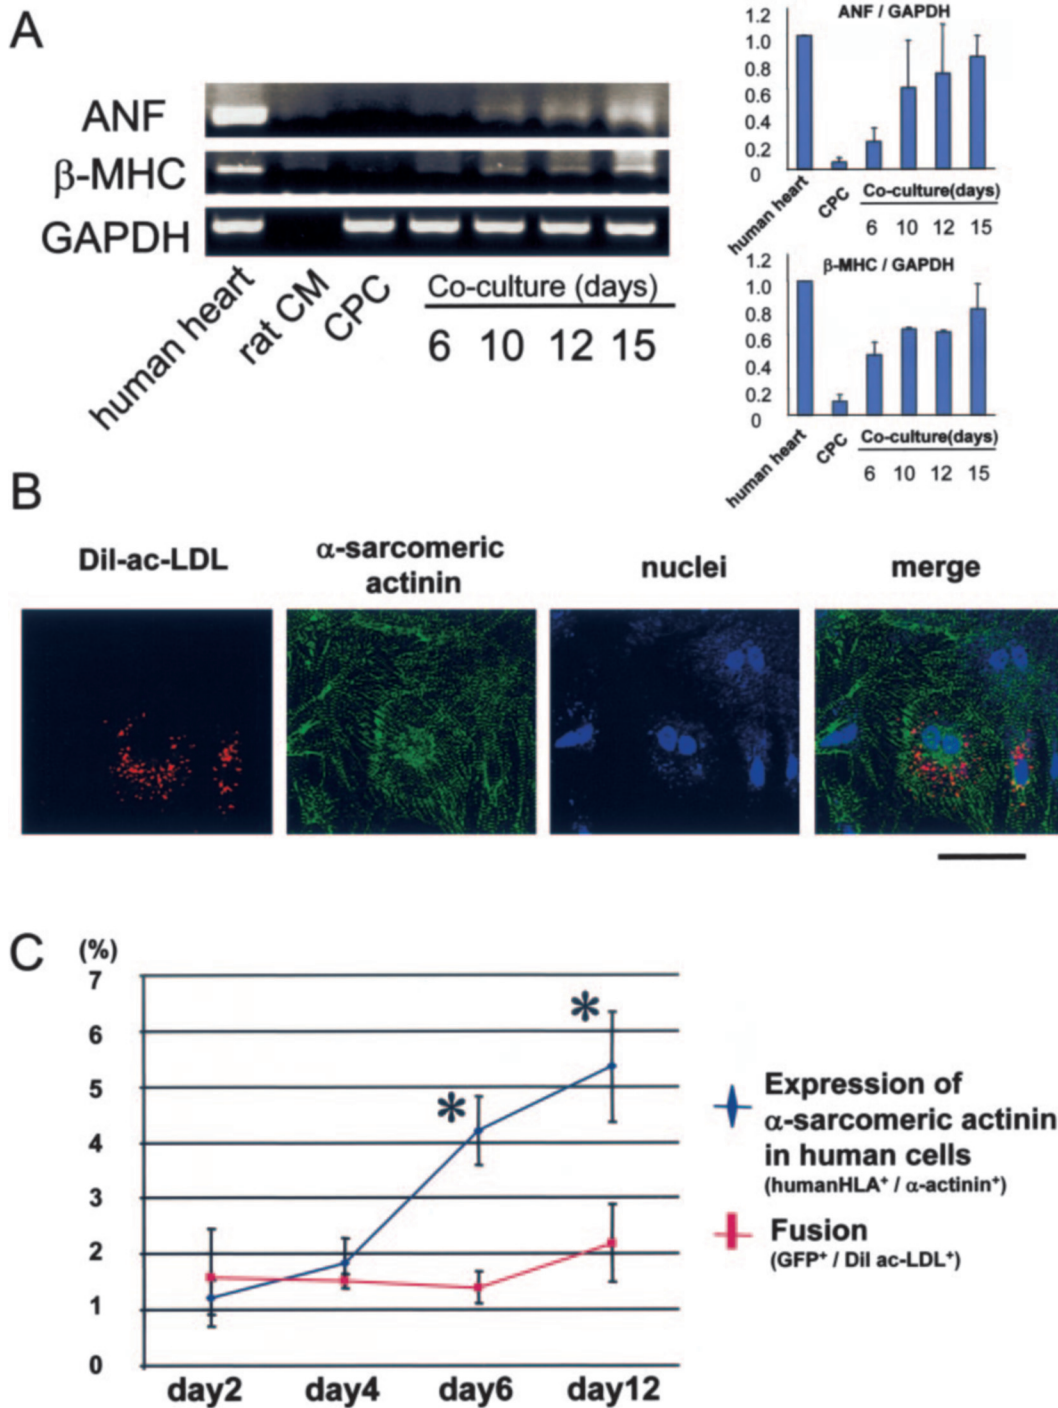 A
ANF
β-MHC
GAPDH
human heart
rat CM
CPC
Co-culture (days)
6 10 12 15
ANF / GAPDH
1.2
1.0
0.8
0.6
0.4
0.2
0
human heart
CPC
Co-culture(days)
6 10 12 15
β-MHC / GAPDH
1.2
1.0
0.8
0.6
0.4
0.2
0
human heart
CPC
Co-culture(days)
6 10 12 15
B
Dil-ac-LDL
α-sarcomeric
actinin
nuclei
merge
C
(%)
7
6
5
4
3
2
1
0
*
*
day2 day4 day6 day12
Expression of
α-sarcomeric actinin
in human cells
(humanHLA⁺ / α-actinin⁺)
Fusion
(GFP⁺ / Dil ac-LDL⁺)